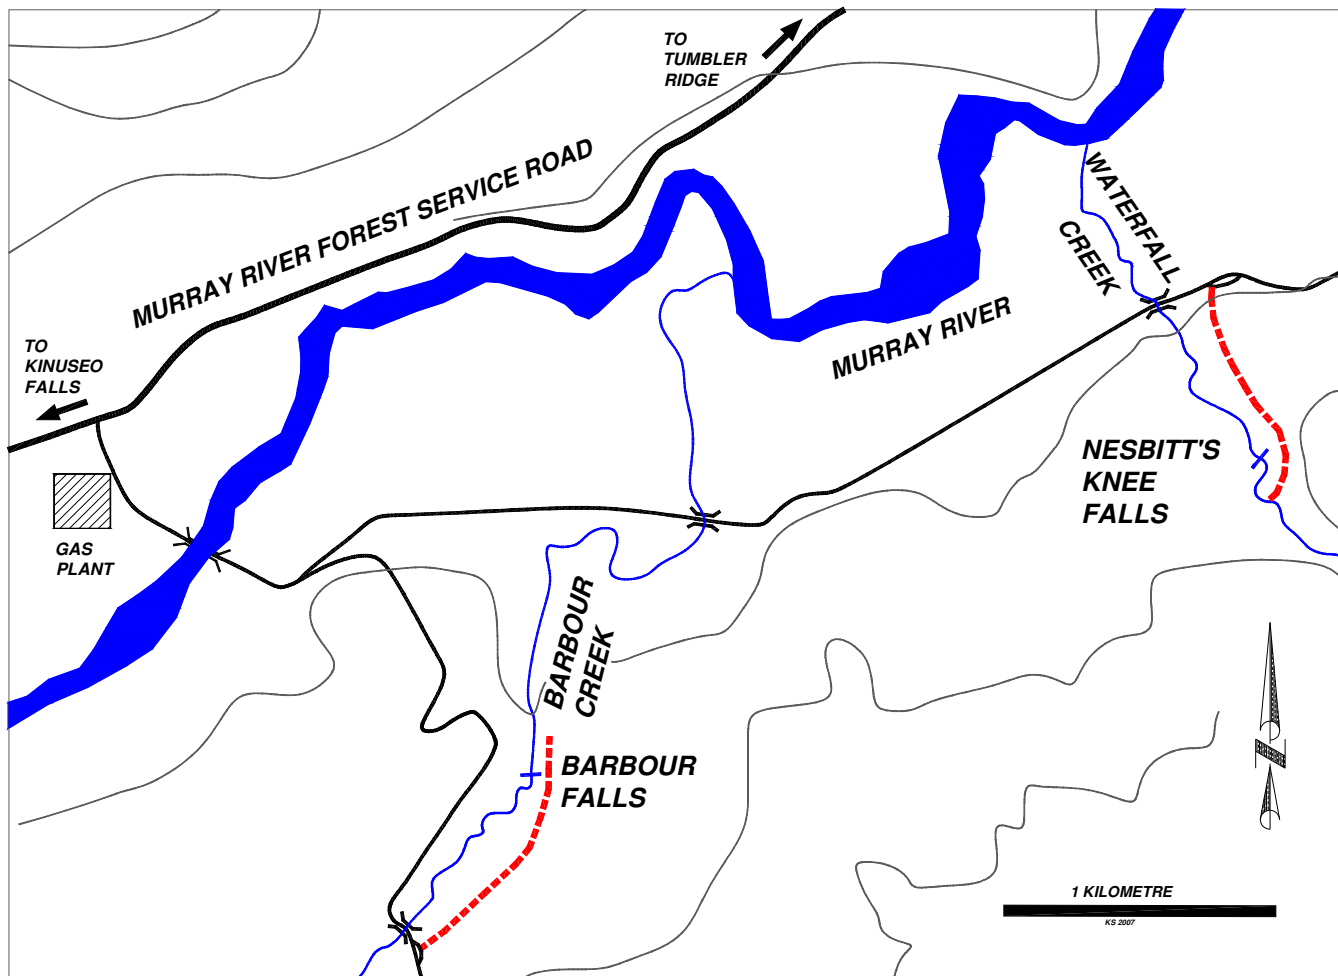 TO
TUMBLER
RIDGE
MURRAY RIVER FOREST SERVICE ROAD
WATERFALL
CREEK
MURRAY RIVER
TO
KINUSEO
FALLS
NESBITT'S
KNEE
FALLS
GAS
PLANT
BARBOUR
CREEK
BARBOUR
FALLS
N
1 KILOMETRE
KS 2007